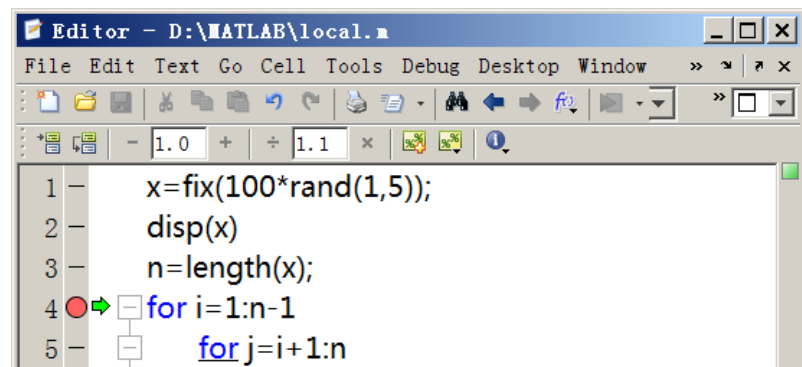 Editor - D:\MATLAB\local.m
File Edit Text Go Cell Tools Debug Desktop Window »
»
- 1.0 + ÷ 1.1 ×
1 - x=fix(100*rand(1,5));
2 - disp(x)
3 - n=length(x);
4 for i=1:n-1
5 - for j=i+1:n